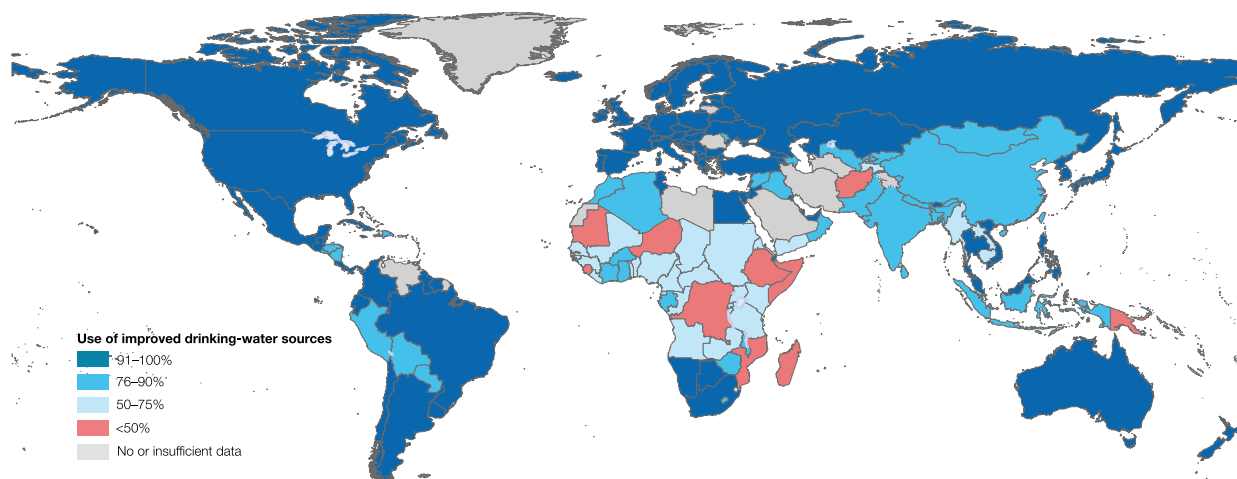 Use of improved drinking-water sources
91–100%
76–90%
50–75%
<50%
No or insufficient data